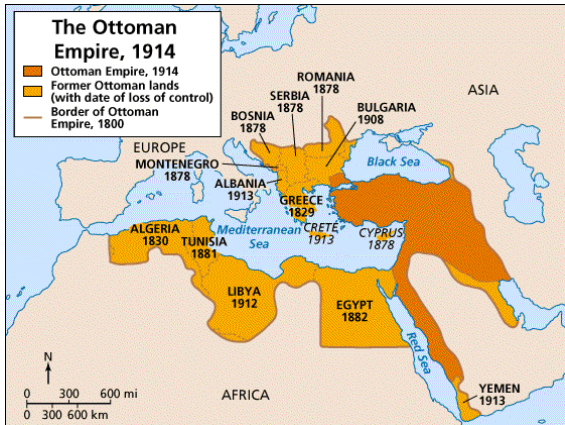 The Ottoman
Empire, 1914
Ottoman Empire, 1914
Former Ottoman lands
(with date of loss of control)
Border of Ottoman
Empire, 1800
ROMANIA
1878
ASIA
SERBIA
1878
BULGARIA
1908
BOSNIA
1878
EUROPE
Black Sea
MONTENEGRO
1878
ALBANIA
1913
GREECE
1829
ALGERIA
1830
TUNISIA
1881
Mediterranean
Sea
CRETE
1913
CYPRUS
1878
LIBYA
1912
EGYPT
1882
Red Sea
N
0 300 600 mi
0 300 600 km
AFRICA
YEMEN
1913